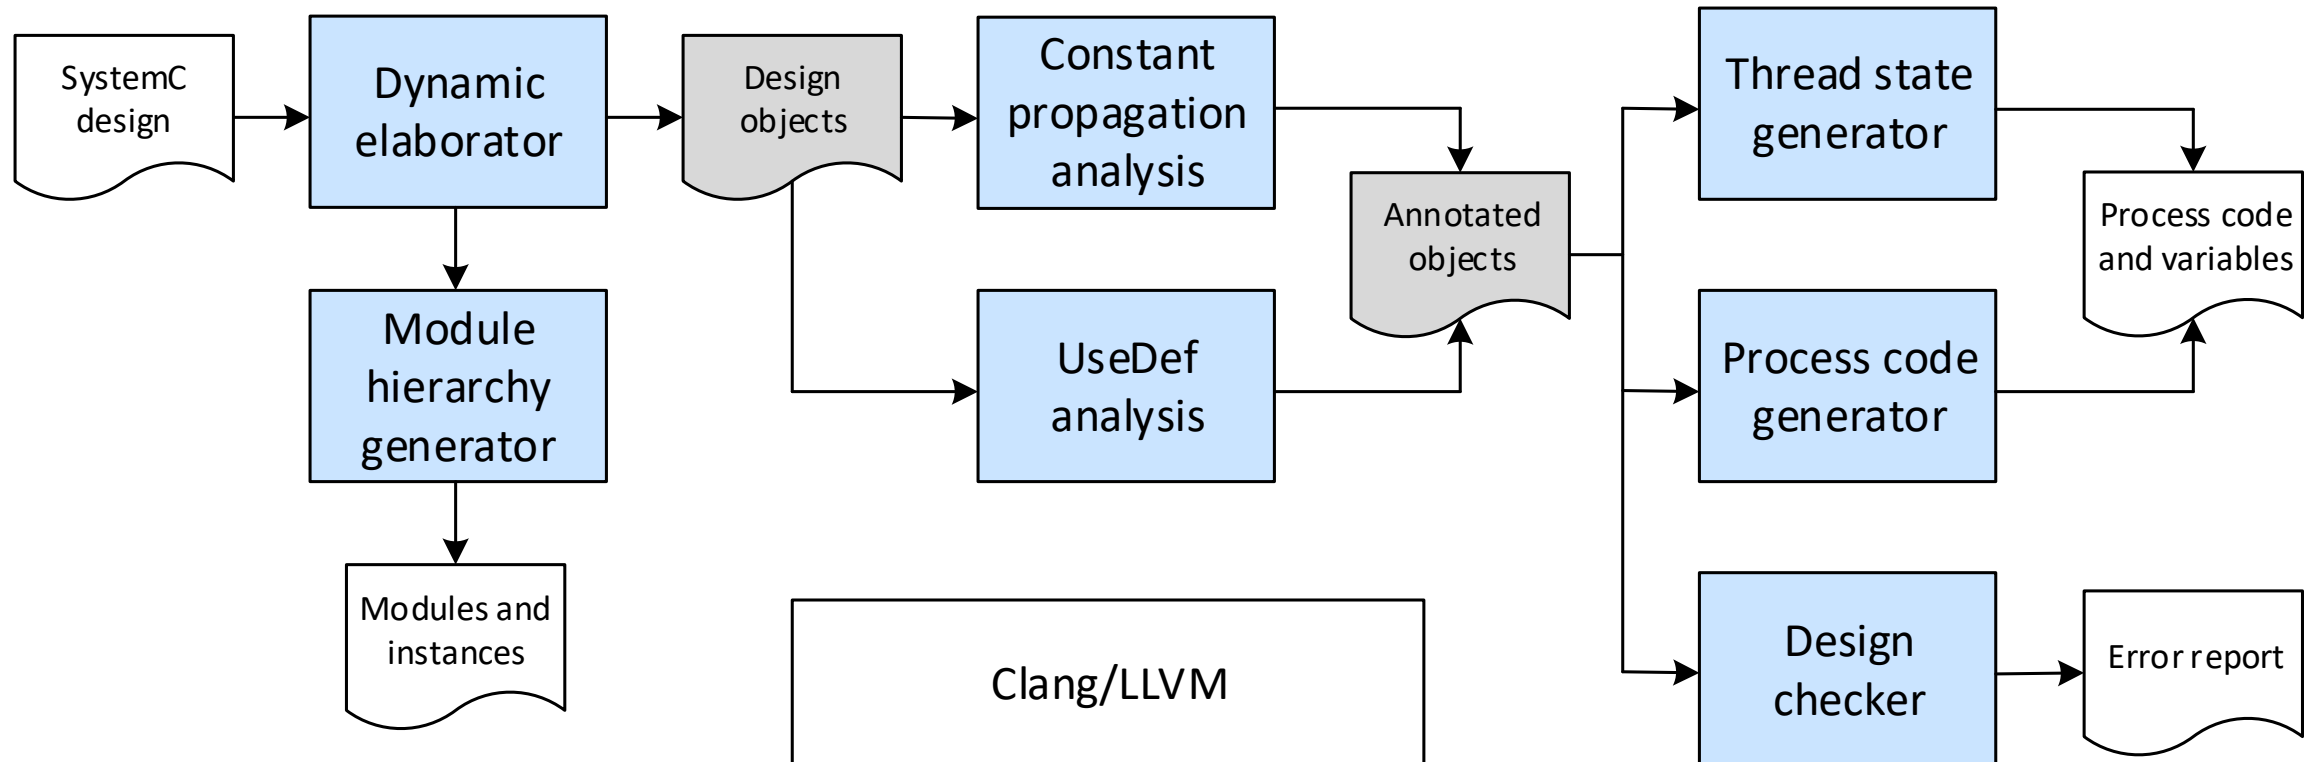 SystemC
design
Dynamic
elaborator
Design
objects
Constant
propagation
analysis
Thread state
generator
Annotated
objects
Process code
and variables
Module
hierarchy
generator
UseDef
analysis
Process code
generator
Modules and
instances
Clang/LLVM
Design
checker
Error report